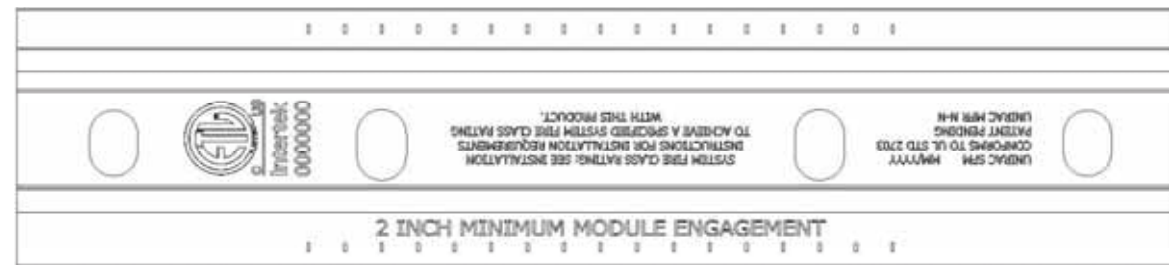 Intertek
0000000
SYSTEM FIRE CLASS RATING: SEE INSTALLATION
INSTRUCTIONS FOR INSTALLATION REQUIREMENTS
TO ACHIEVE A SPECIFIED SYSTEM FIRE CLASS RATING
WITH THIS PRODUCT.
UNIRAC SFM MM/YYYY
CONFORMS TO UL STD 2703
PATENT PENDING
UNIRAC MFR N-N
2 INCH MINIMUM MODULE ENGAGEMENT